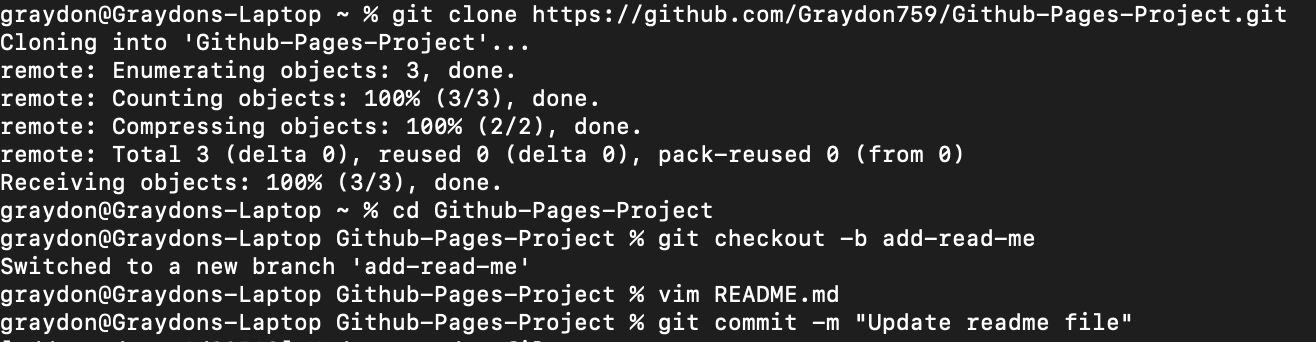 graydon@Graydons-Laptop ~ % git clone https://github.com/Graydon759/Github-Pages-Project.git
Cloning into 'Github-Pages-Project'...
remote: Enumerating objects: 3, done.
remote: Counting objects: 100% (3/3), done.
remote: Compressing objects: 100% (2/2), done.
remote: Total 3 (delta 0), reused 0 (delta 0), pack-reused 0 (from 0)
Receiving objects: 100% (3/3), done.
graydon@Graydons-Laptop ~ % cd Github-Pages-Project
graydon@Graydons-Laptop Github-Pages-Project % git checkout -b add-read-me
Switched to a new branch 'add-read-me'
graydon@Graydons-Laptop Github-Pages-Project % vim README.md
graydon@Graydons-Laptop Github-Pages-Project % git commit -m "Update readme file"